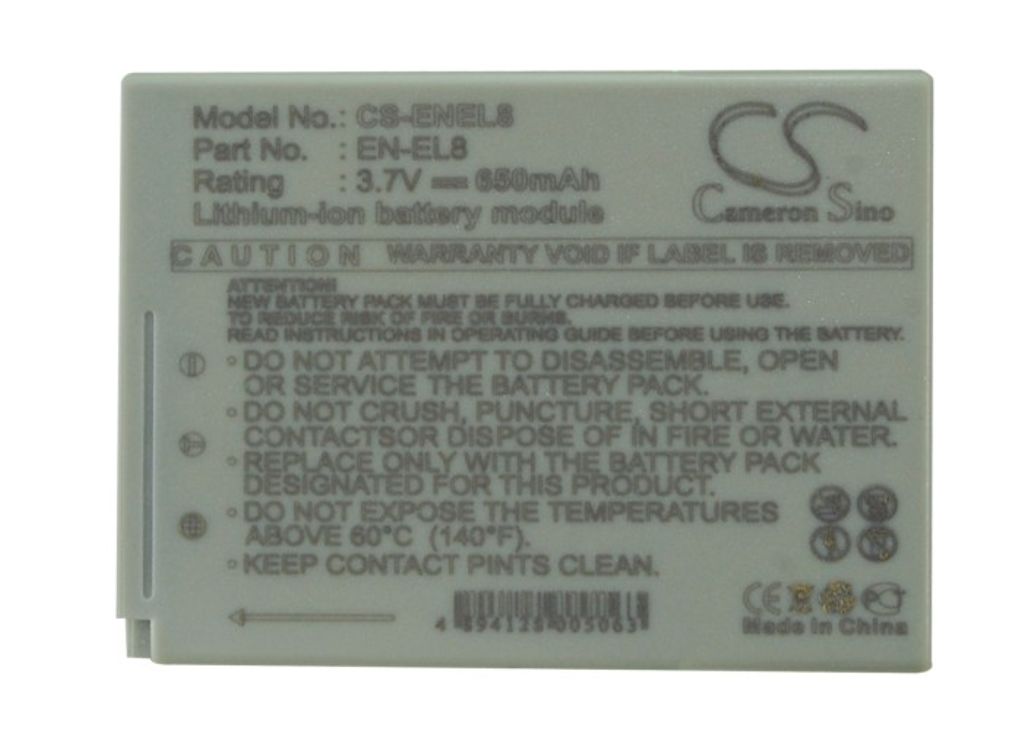 Model No.: CS-ENEL8
Part No. : EN-EL8
Rating : 3.7V 650mAh
Lithium-ion battery module
CS
Cameron Sino
CAUTION WARRANTY VOID IF LABEL IS REMOVED
ATTENTION!
NEW BATTERY PACK MUST BE FULLY CHARGED BEFORE USE.
TO REDUCE RISK OF FIRE OR BURNS.
READ INSTRUCTIONS IN OPERATING GUIDE BEFORE USING THE BATTERY.
DO NOT ATTEMPT TO DISASSEMBLE, OPEN
OR SERVICE THE BATTERY PACK.
DO NOT CRUSH, PUNCTURE, SHORT EXTERNAL
CONTACTSOR DISPOSE OF IN FIRE OR WATER.
REPLACE ONLY WITH THE BATTERY PACK
DESIGNATED FOR THIS PRODUCT.
DO NOT EXPOSE THE TEMPERATURES
ABOVE 60°C (140°F).
KEEP CONTACT PINTS CLEAN.
4 894128 005063
CE
Made in China